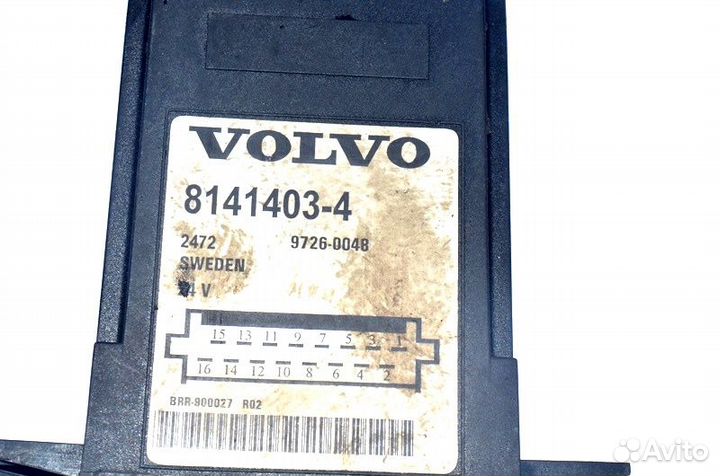 VOLVO
8141403-4
2472 9726-0048
SWEDEN
4 V
15 13 11 9 7 5 3 1
16 14 12 10 8 6 4 2
BRR-900027 R02
Avito